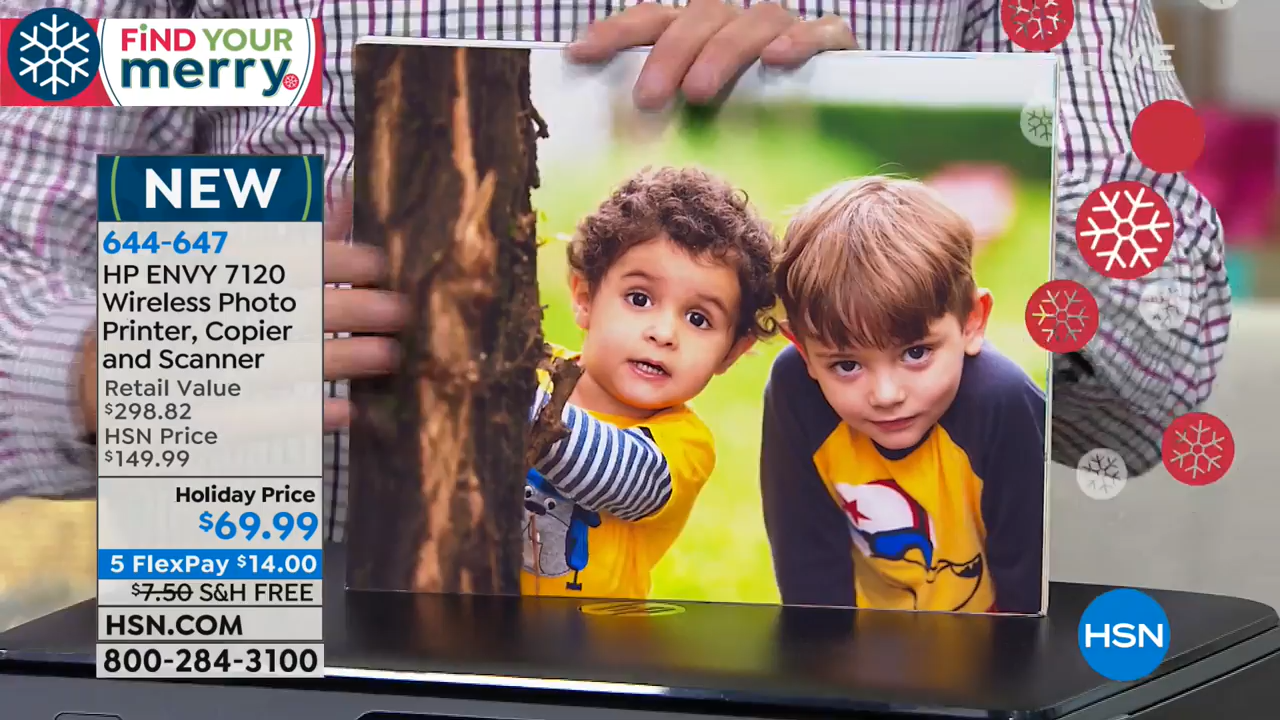 FiND YOUR
merry
LIVE
NEW
644-647
HP ENVY 7120
Wireless Photo
Printer, Copier
and Scanner
Retail Value
$298.82
HSN Price
$149.99
Holiday Price
$69.99
5 FlexPay $14.00
$7.50 S&H FREE
HSN.COM
800-284-3100
HSN